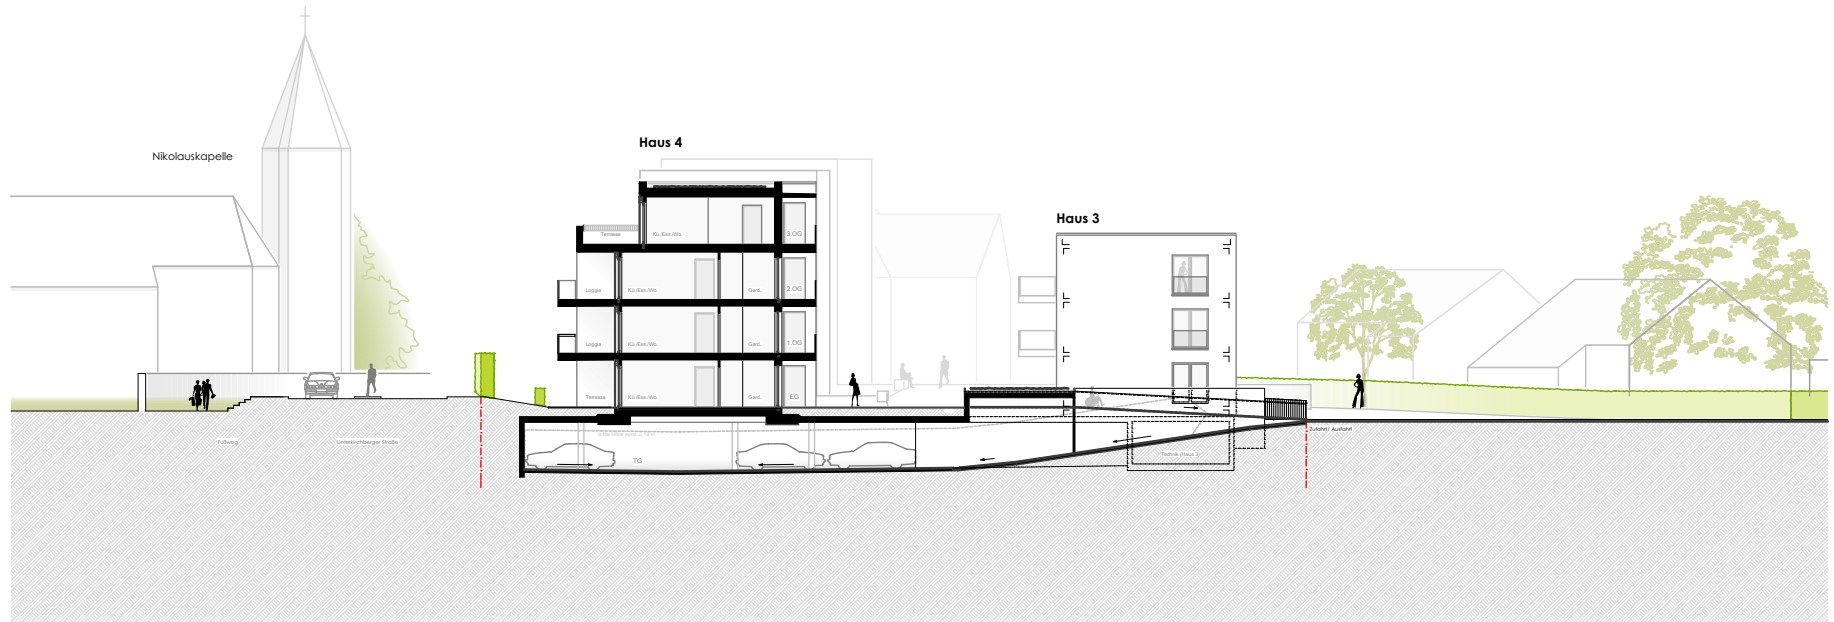 Haus 4
Nikolauskapelle
Haus 3
Terrasse
Kü./Ess./Wo.
3.OG
Loggia
Kü./Ess./Wo.
Gard.
2.OG
Loggia
Kü./Ess./Wo.
Gard.
1.OG
Terrasse
Kü./Ess./Wo.
Gard.
EG
Fußweg
Unterkirchberger Straße
TG
Technik (Haus 3)
Zufahrt/ Ausfahrt